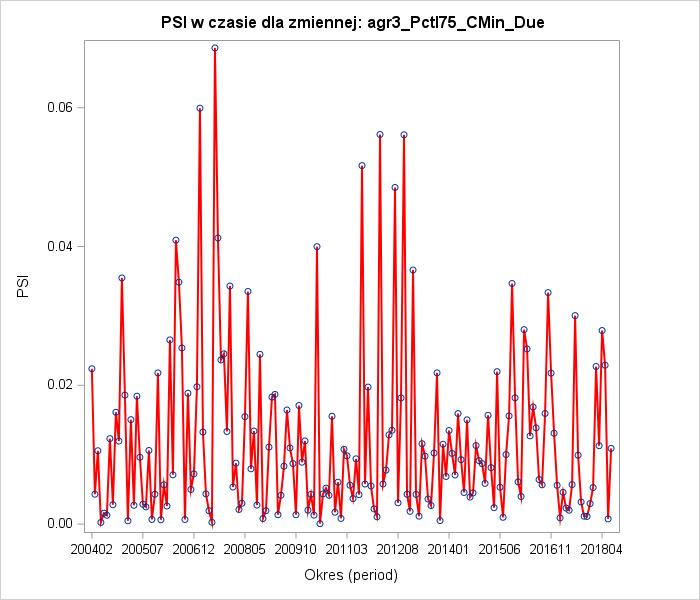 PSI w czasie dla zmiennej: agr3_Pctl75_CMin_Due
PSI
0.06
0.04
0.02
0.00
200402 200507 200612 200805 200910 201103 201208 201401 201506 201611 201804
Okres (period)